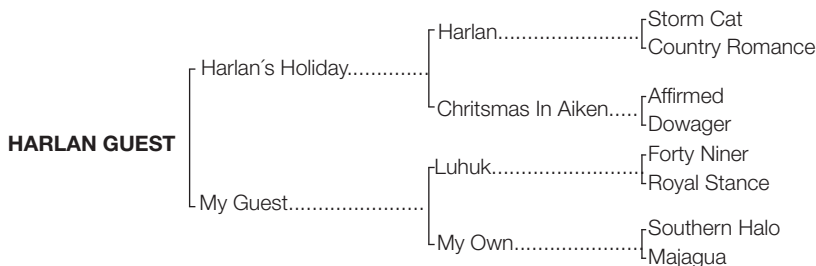 Storm Cat
Harlan..............................
Country Romance
Harlan´s Holiday..............
Affirmed
Chritsmas In Aiken.....
Dowager
HARLAN GUEST
Forty Niner
Luhuk...............................
Royal Stance
My Guest........................
Southern Halo
My Own...........................
Majagua